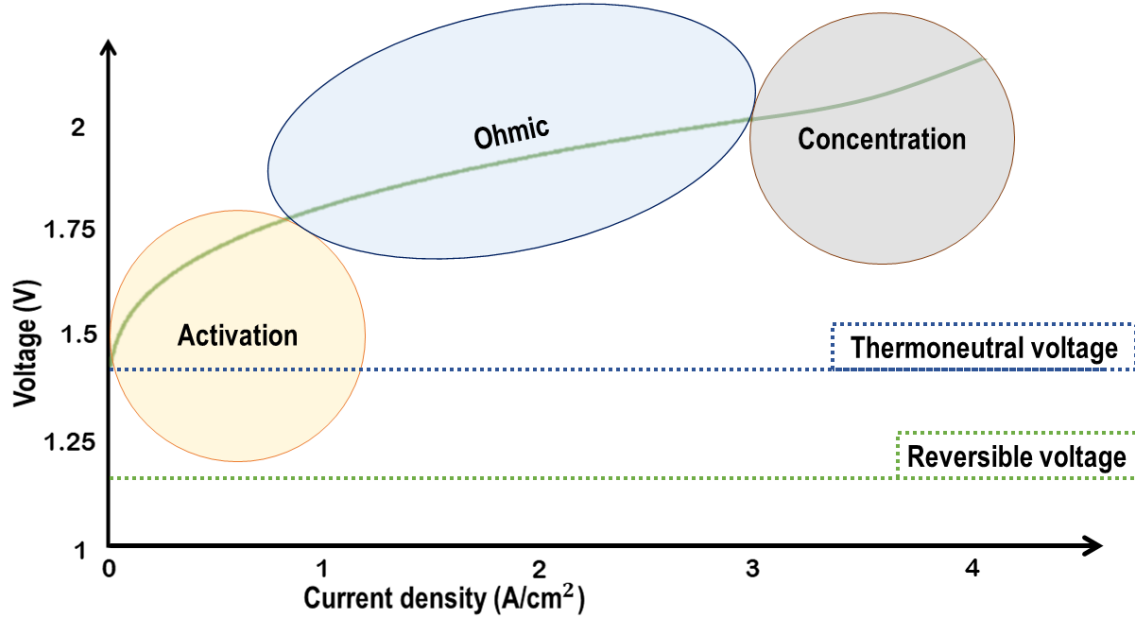 Ohmic
Concentration
Activation
Thermoneutral voltage
Reversible voltage
Voltage (V)
2
1.75
1.5
1.25
1
0 1 2 3 4
Current density (A/cm²)